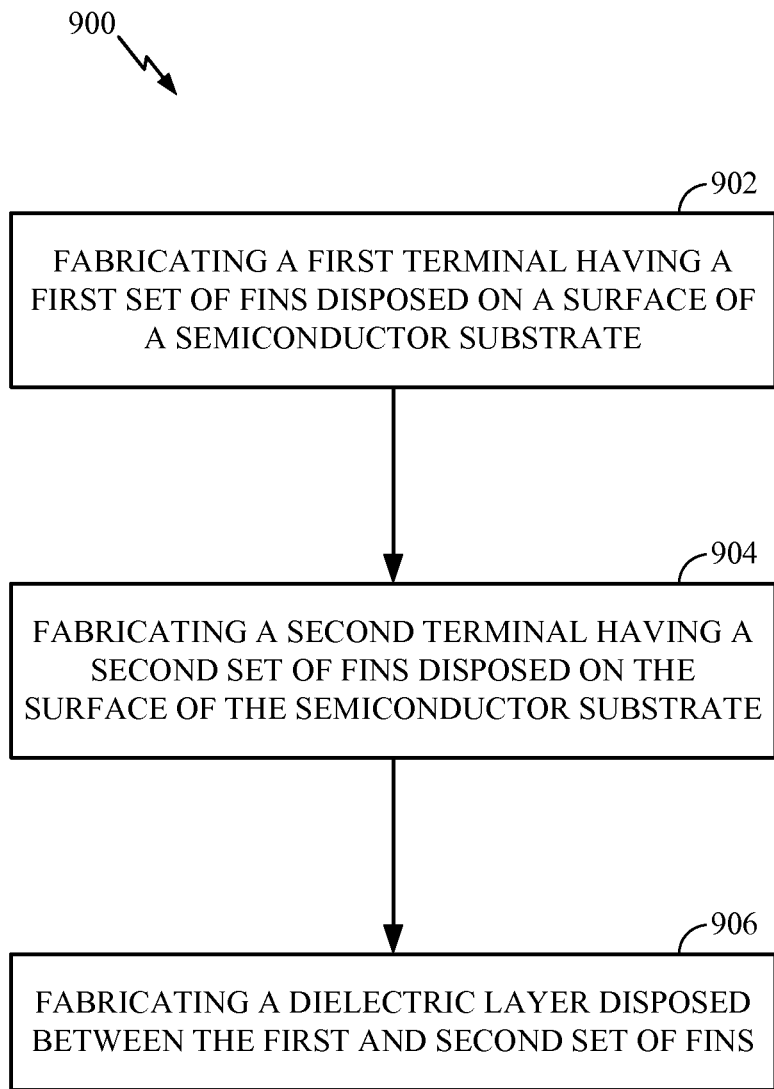 900
902
FABRICATING A FIRST TERMINAL HAVING A
FIRST SET OF FINS DISPOSED ON A SURFACE OF
A SEMICONDUCTOR SUBSTRATE
904
FABRICATING A SECOND TERMINAL HAVING A
SECOND SET OF FINS DISPOSED ON THE
SURFACE OF THE SEMICONDUCTOR SUBSTRATE
906
FABRICATING A DIELECTRIC LAYER DISPOSED
BETWEEN THE FIRST AND SECOND SET OF FINS